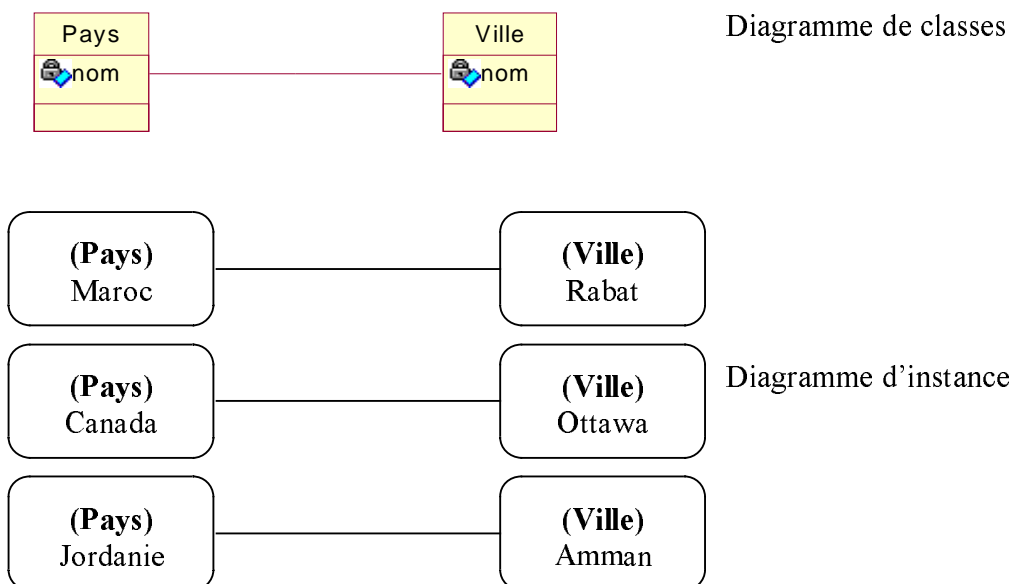 Pays
Ville
Diagramme de classes
nom
nom
(Pays)
Maroc
(Ville)
Rabat
(Pays)
Canada
(Ville)
Ottawa
Diagramme d'instance
(Pays)
Jordanie
(Ville)
Amman